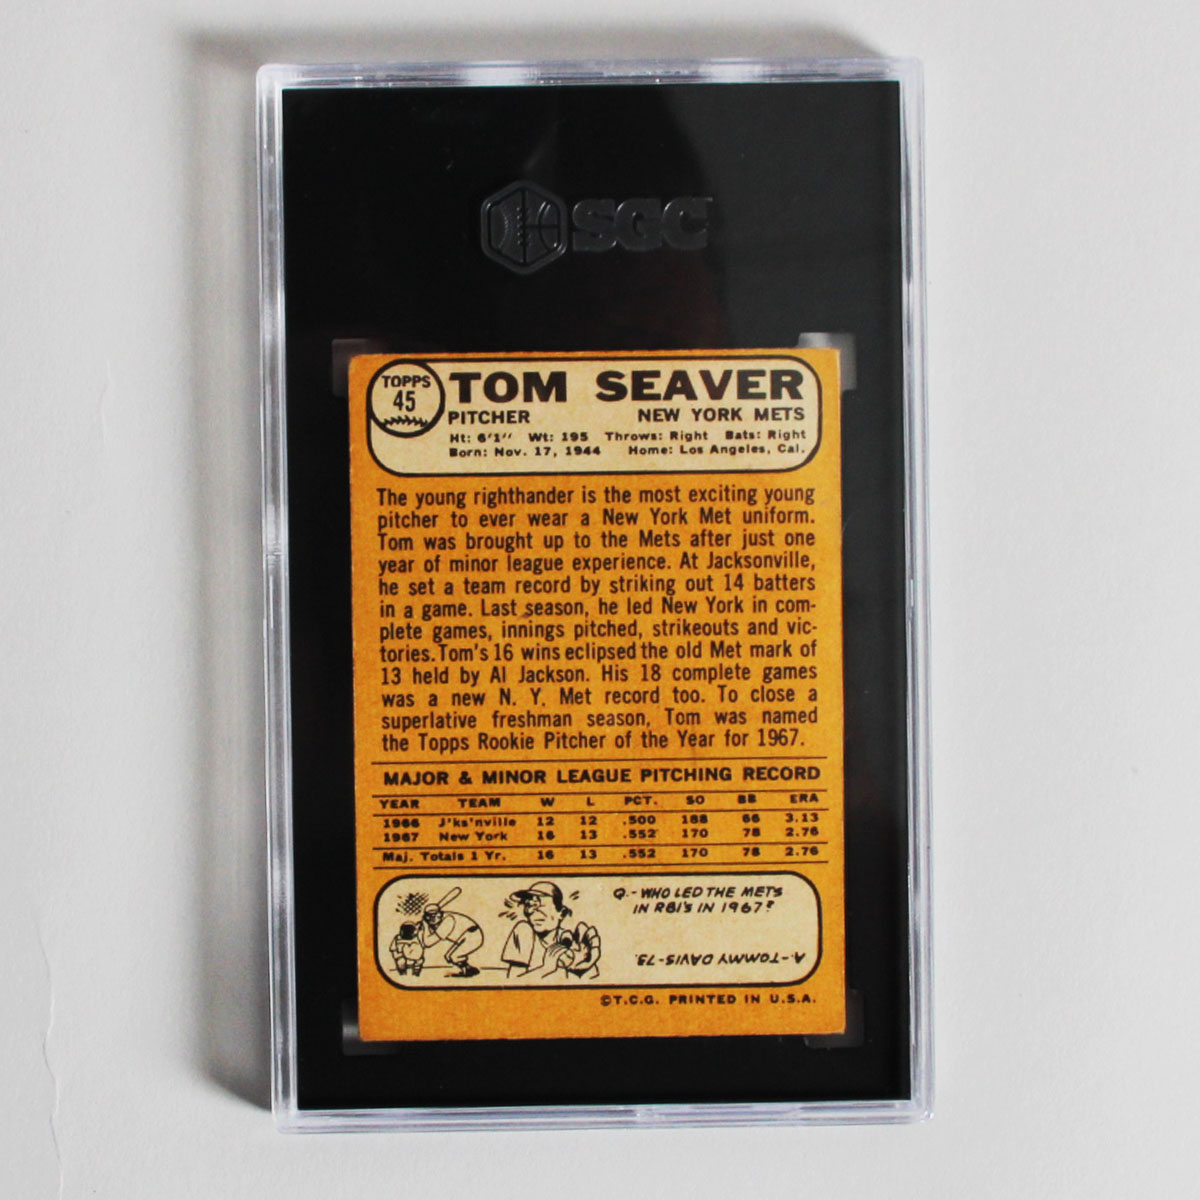 SGC
TOPPS
45
TOM SEAVER
PITCHER NEW YORK METS
Ht: 6'1" Wt: 195 Throws: Right Bats: Right
Born: Nov. 17, 1944 Home: Los Angeles, Cal.
The young righthander is the most exciting young
pitcher to ever wear a New York Met uniform.
Tom was brought up to the Mets after just one
year of minor league experience. At Jacksonville,
he set a team record by striking out 14 batters
in a game. Last season, he led New York in com-
plete games, innings pitched, strikeouts and vic-
tories. Tom's 16 wins eclipsed the old Met mark of
13 held by Al Jackson. His 18 complete games
was a new N. Y. Met record too. To close a
superlative freshman season, Tom was named
the Topps Rookie Pitcher of the Year for 1967.
MAJOR & MINOR LEAGUE PITCHING RECORD
YEAR TEAM W L PCT. SO BB ERA
1966 J'ks'nville 12 12 .500 188 66 3.13
1967 New York 16 13 .552 170 78 2.76
Maj. Totals 1 Yr. 16 13 .552 170 78 2.76
Q.-WHO LED THE METS
IN RBI'S IN 1967?
A.-TOMMY DAVIS-73.
©T.C.G. PRINTED IN U.S.A.